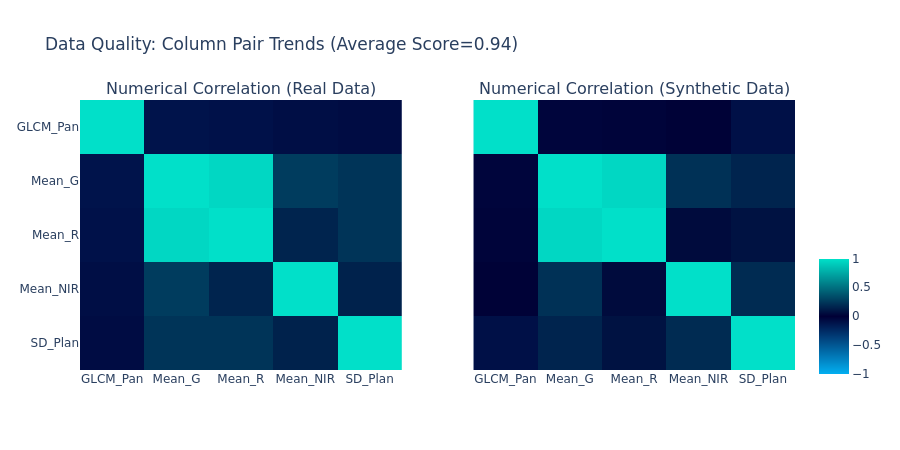 Data Quality: Column Pair Trends (Average Score=0.94)
Numerical Correlation (Real Data)
Numerical Correlation (Synthetic Data)
GLCM_Pan
Mean_G
Mean_R
Mean_NIR
SD_Plan
GLCM_Pan Mean_G Mean_R Mean_NIR SD_Plan
GLCM_Pan Mean_G Mean_R Mean_NIR SD_Plan
1
0.5
0
−0.5
−1